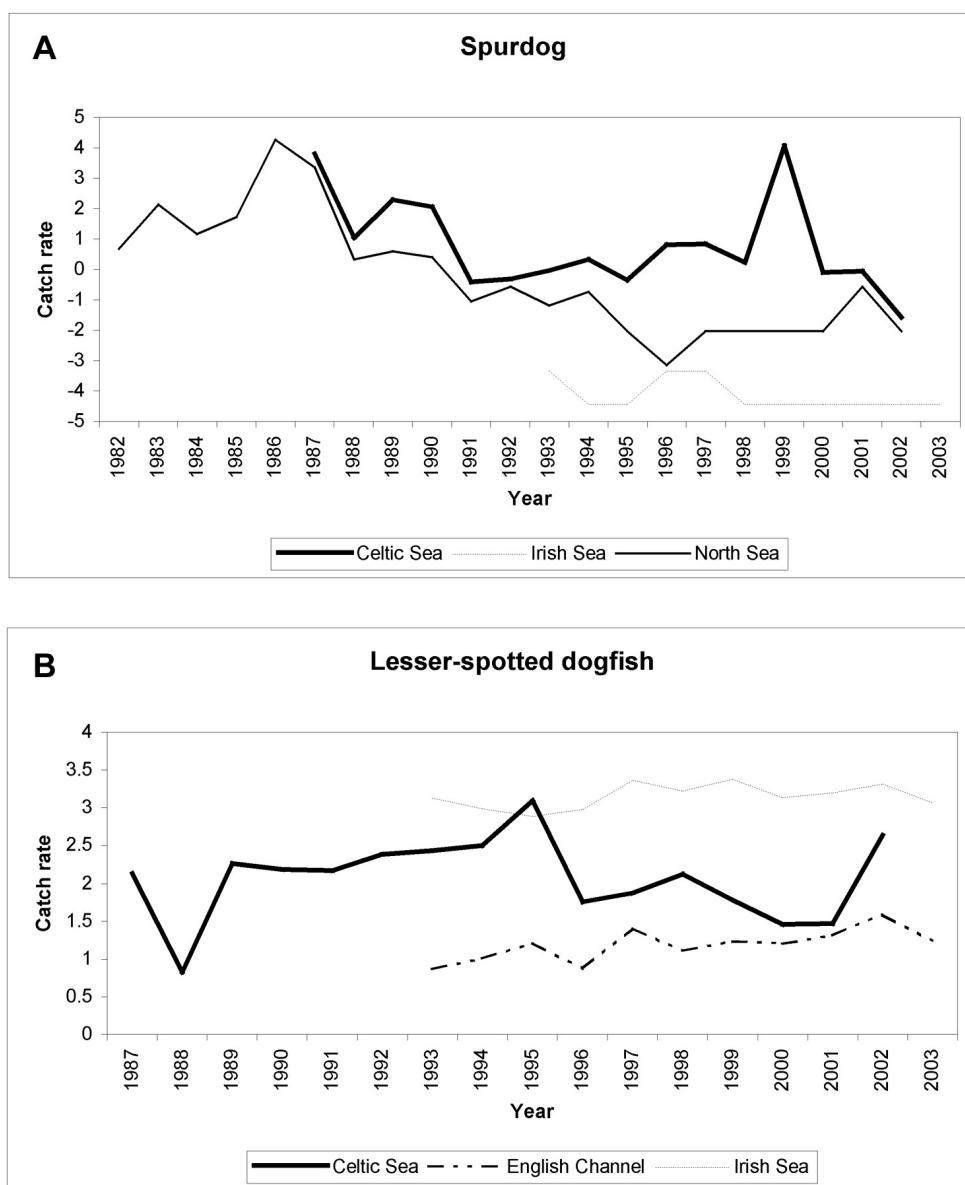 A
Spurdog
5
4
3
2
1
0
-1
-2
-3
-4
-5
Catch rate
1982 1983 1984 1985 1986 1987 1988 1989 1990 1991 1992 1993 1994 1995 1996 1997 1998 1999 2000 2001 2002 2003
Year
Celtic Sea Irish Sea North Sea
B
Lesser-spotted dogfish
4
3.5
3
2.5
2
1.5
1
0.5
0
Catch rate
1987 1988 1989 1990 1991 1992 1993 1994 1995 1996 1997 1998 1999 2000 2001 2002 2003
Year
Celtic Sea English Channel Irish Sea